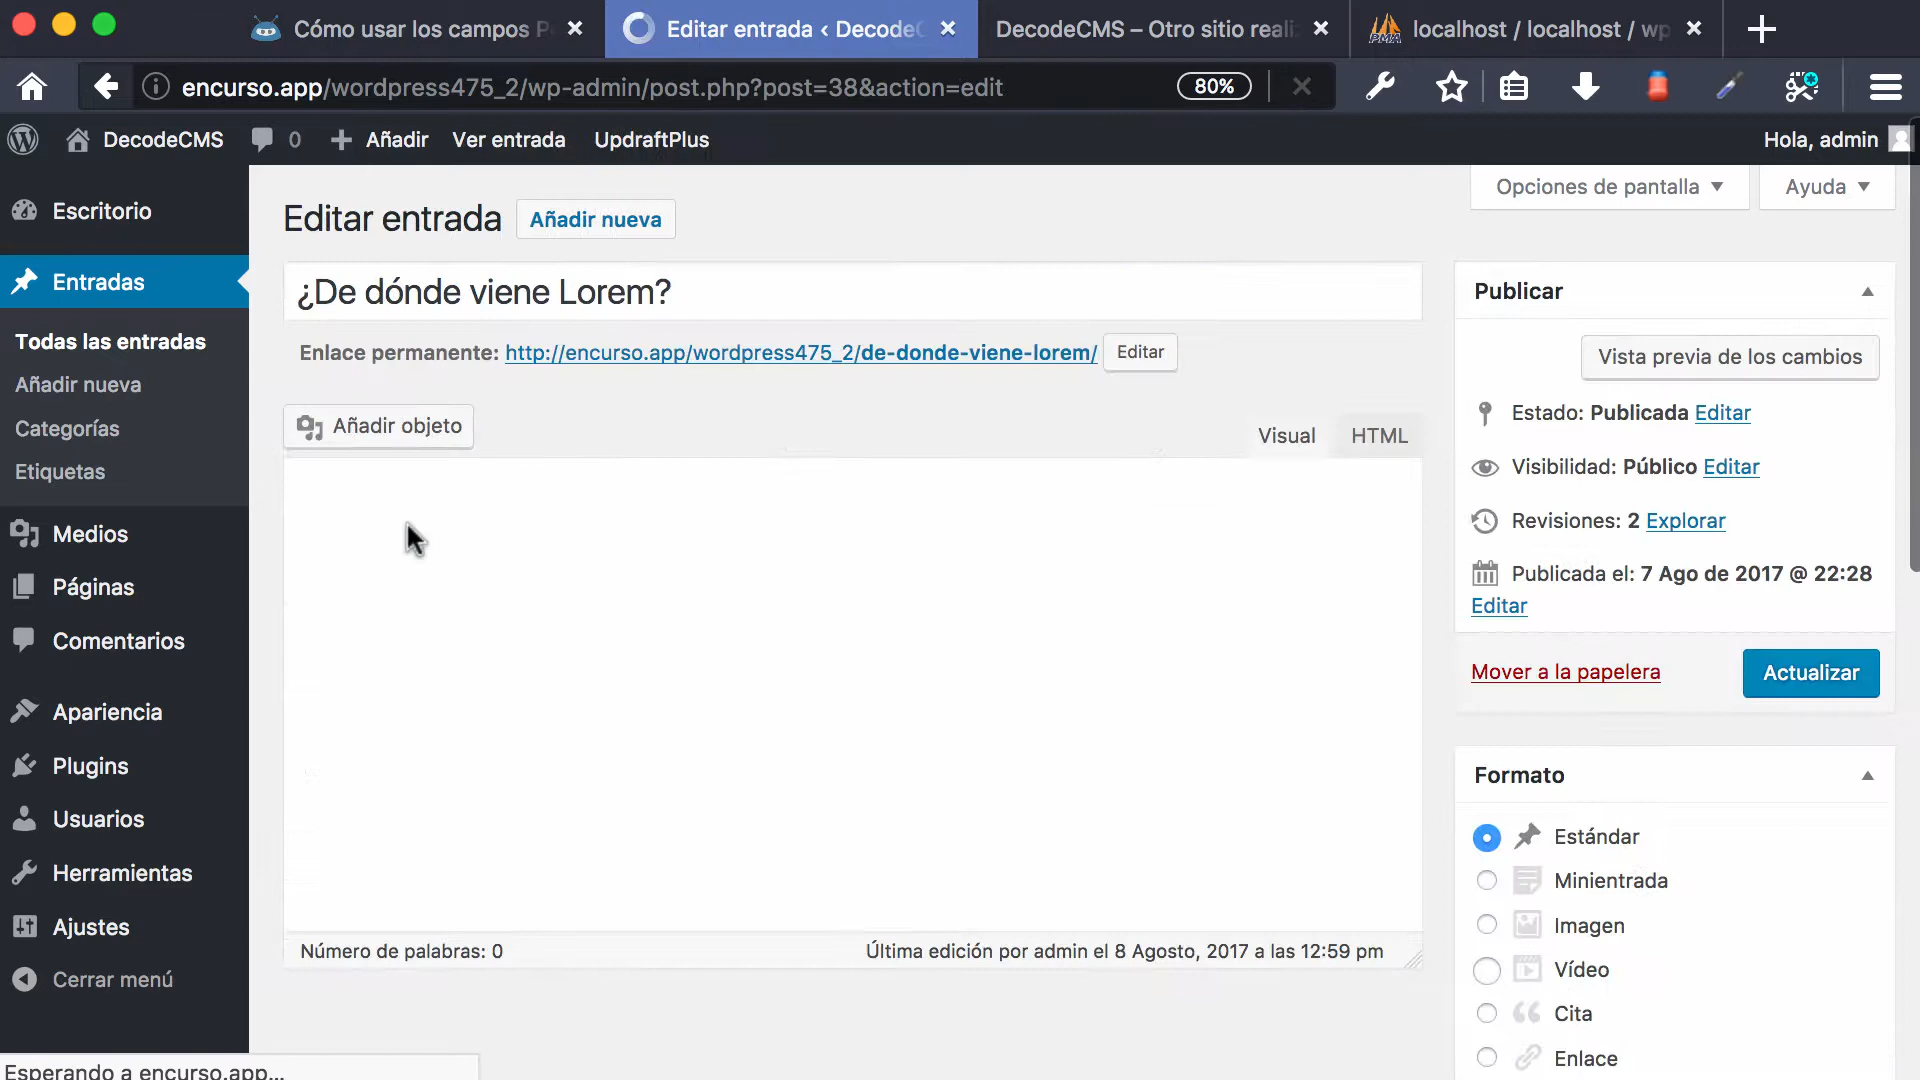 Cómo usar los campos P
Editar entrada ‹ Decode
DecodeCMS – Otro sitio reali
localhost / localhost / wp
encurso.app/wordpress475_2/wp-admin/post.php?post=38&action=edit
80%
DecodeCMS
0
Añadir
Ver entrada
UpdraftPlus
Hola, admin
Escritorio
Entradas
Todas las entradas
Añadir nueva
Categorías
Etiquetas
Medios
Páginas
Comentarios
Apariencia
Plugins
Usuarios
Herramientas
Ajustes
Cerrar menú
Opciones de pantalla
Ayuda
Editar entrada
Añadir nueva
¿De dónde viene Lorem?
Enlace permanente: http://encurso.app/wordpress475_2/de-donde-viene-lorem/ Editar
Añadir objeto
Visual
HTML
Número de palabras: 0
Última edición por admin el 8 Agosto, 2017 a las 12:59 pm
Publicar
Vista previa de los cambios
Estado: Publicada Editar
Visibilidad: Público Editar
Revisiones: 2 Explorar
Publicada el: 7 Ago de 2017 @ 22:28
Editar
Mover a la papelera
Actualizar
Formato
Estándar
Minientrada
Imagen
Vídeo
Cita
Enlace
Esperando a encurso.app...